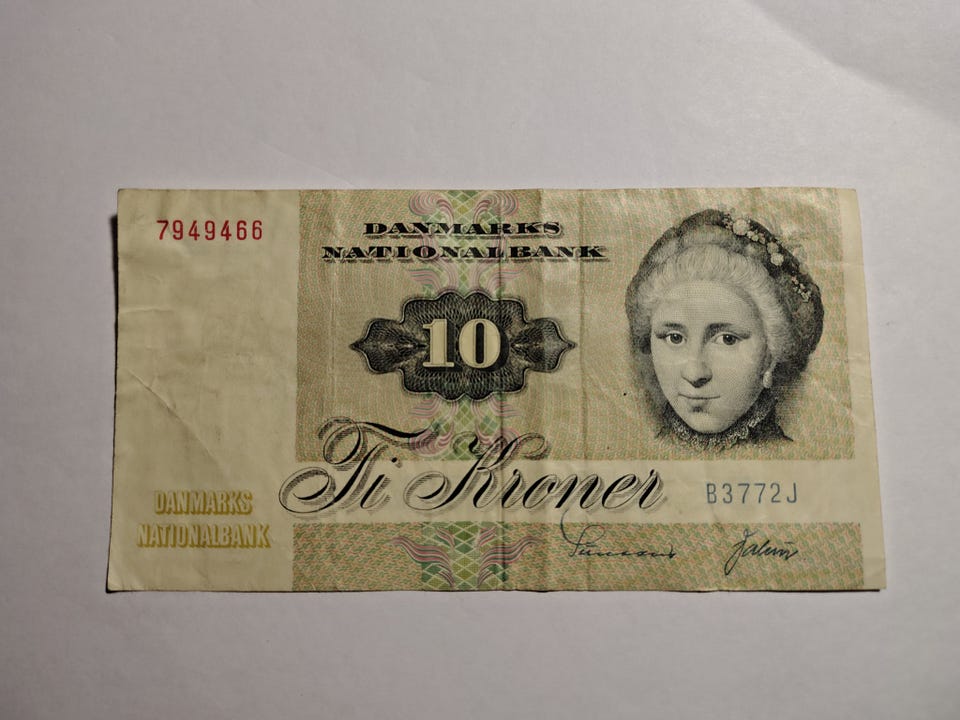 7949466
DANMARKS
NATIONALBANK
10
Ti Kroner
B3772J
DANMARKS
NATIONALBANK